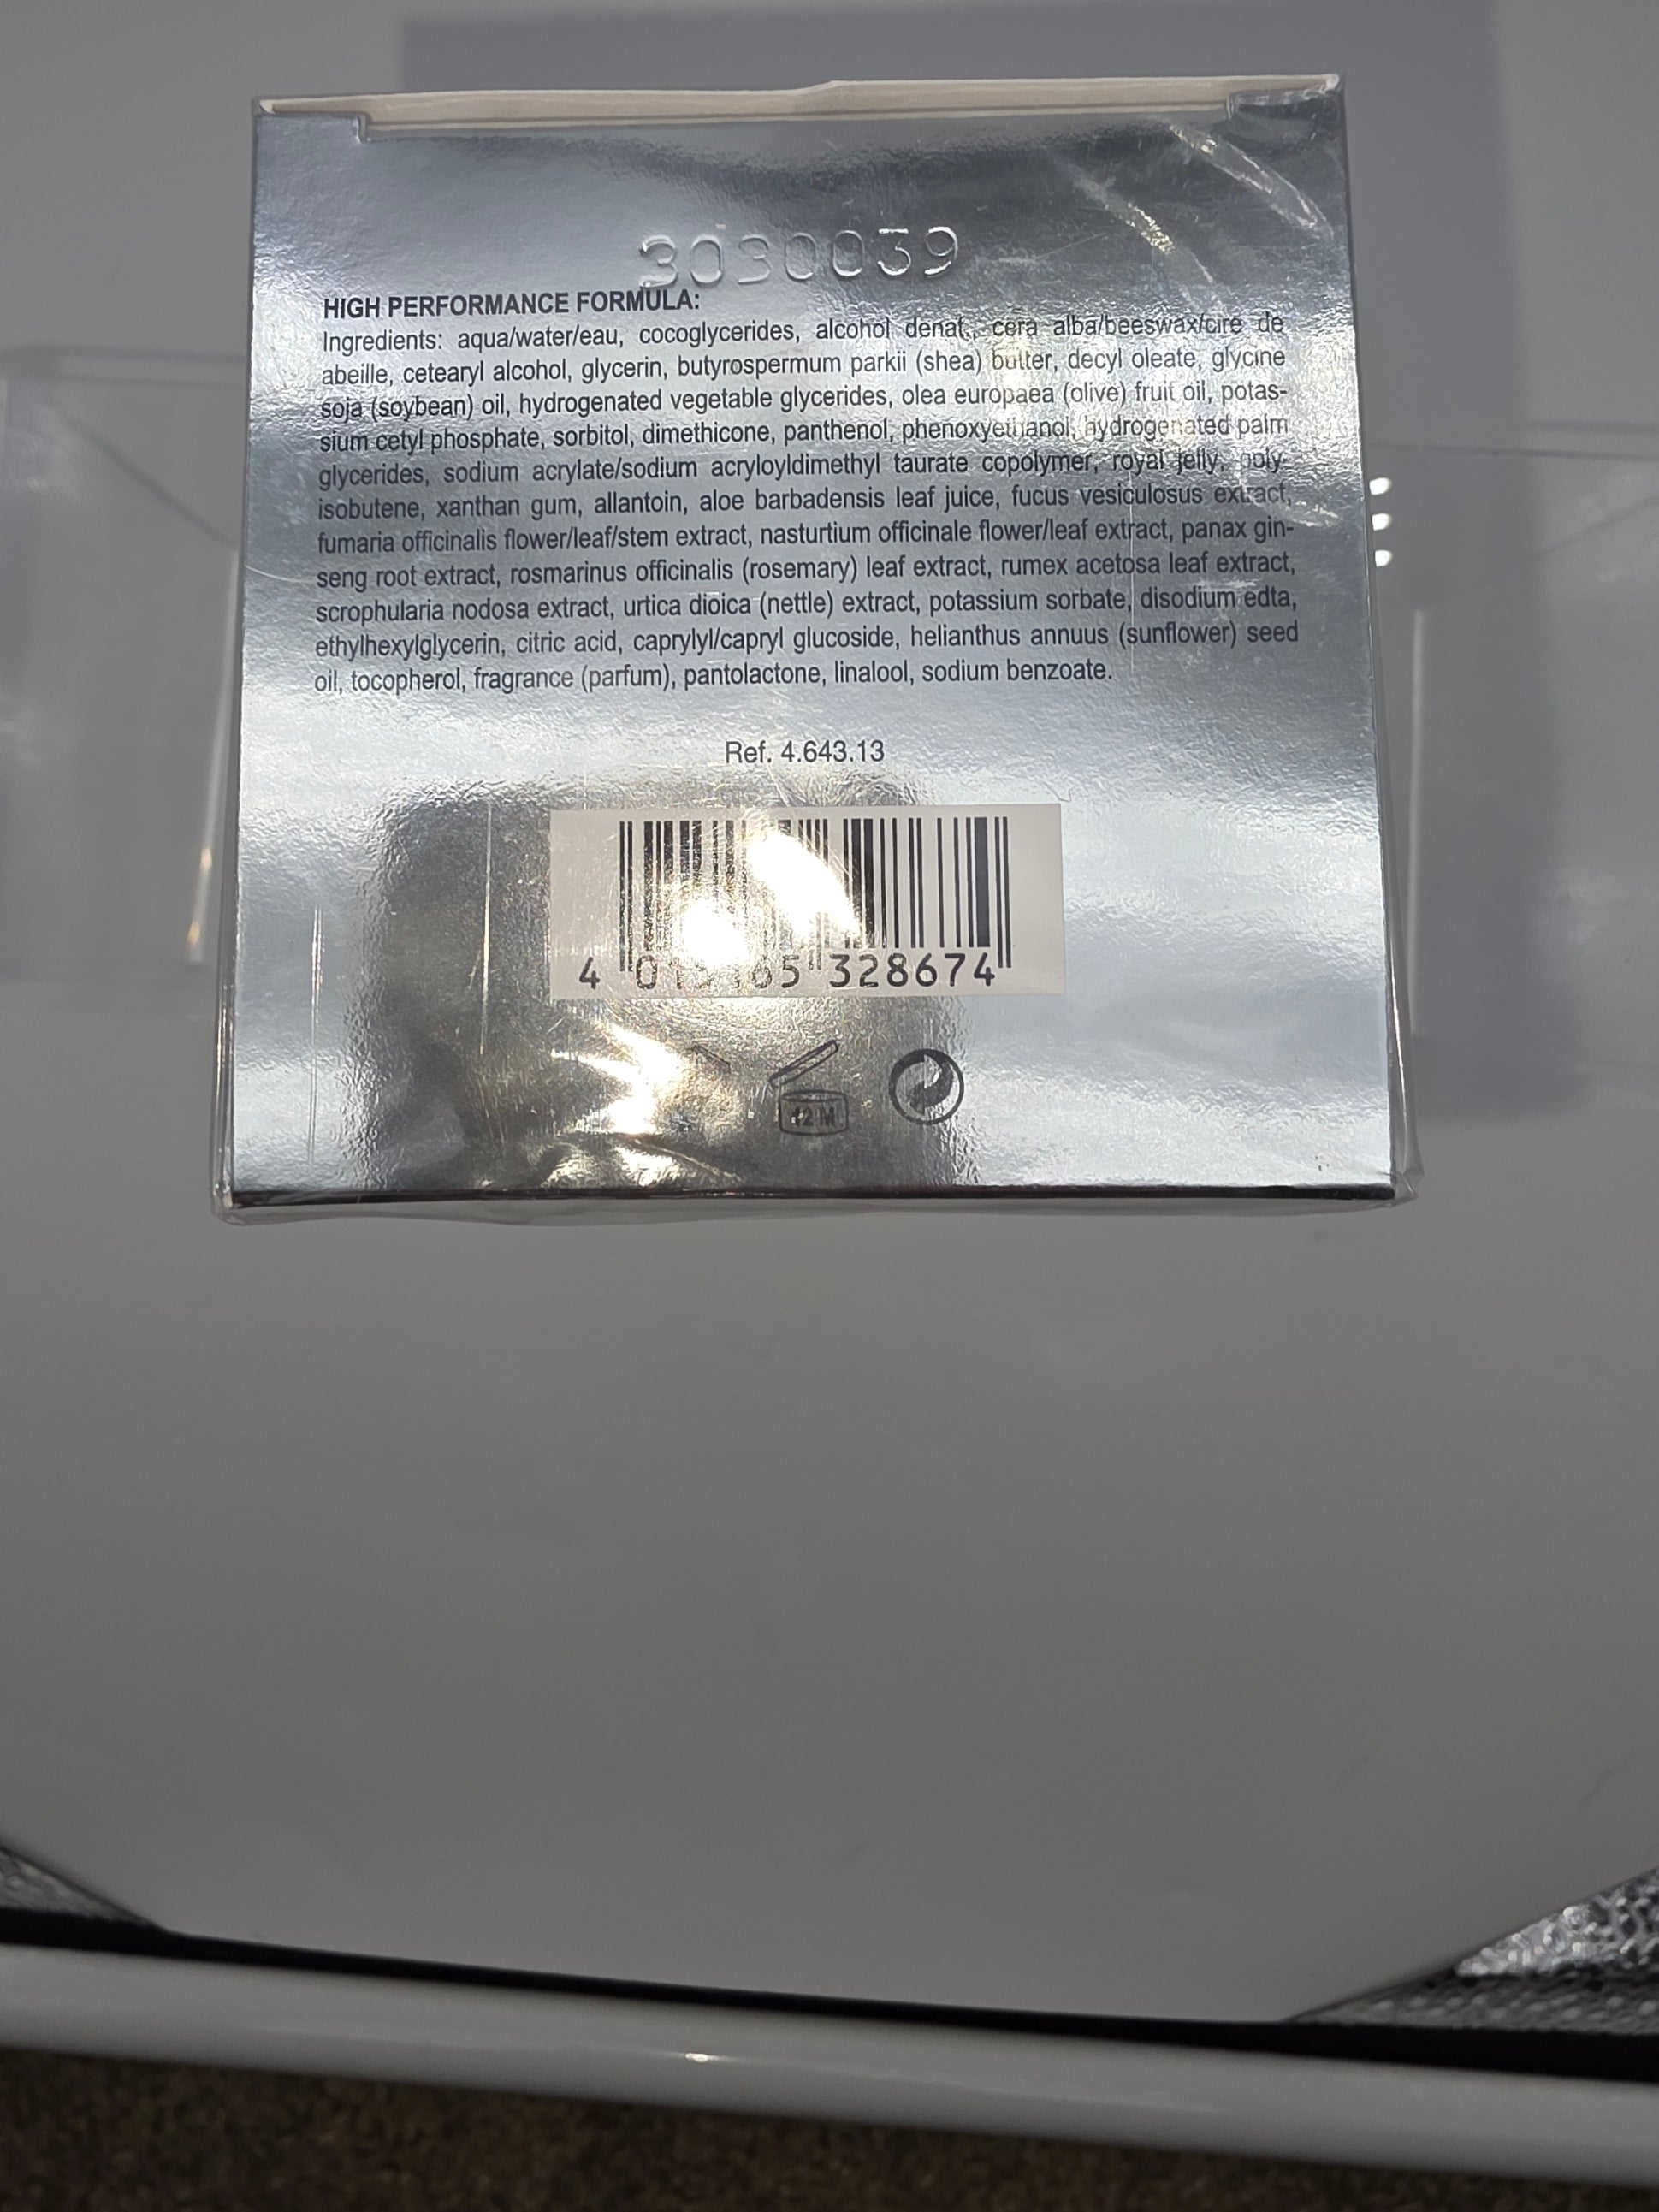 3030039
HIGH PERFORMANCE FORMULA:
Ingredients: aqua/water/eau, cocoglycerides, alcohol denat., cera alba/beeswax/cire de
abeille, cetearyl alcohol, glycerin, butyrospermum parkii (shea) butter, decyl oleate, glycine
soja (soybean) oil, hydrogenated vegetable glycerides, olea europaea (olive) fruit oil, potas-
sium cetyl phosphate, sorbitol, dimethicone, panthenol, phenoxyethanol, hydrogenated palm
glycerides, sodium acrylate/sodium acryloyldimethyl taurate copolymer, royal jelly, poly-
isobutene, xanthan gum, allantoin, aloe barbadensis leaf juice, fucus vesiculosus extract,
fumaria officinalis flower/leaf/stem extract, nasturtium officinale flower/leaf extract, panax gin-
seng root extract, rosmarinus officinalis (rosemary) leaf extract, rumex acetosa leaf extract,
scrophularia nodosa extract, urtica dioica (nettle) extract, potassium sorbate, disodium edta,
ethylhexylglycerin, citric acid, caprylyl/capryl glucoside, helianthus annuus (sunflower) seed
oil, tocopherol, fragrance (parfum), pantolactone, linalool, sodium benzoate.
Ref. 4.643.13
4 328674
12 M